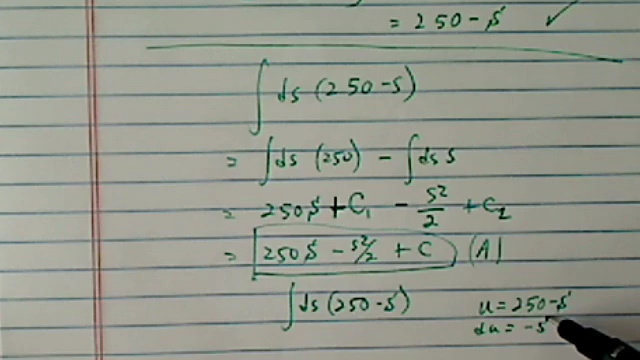 = 250 - s ✓
∫ ds (250 - s)
= ∫ ds (250) - ∫ ds s
= 250s + C₁ - s²/2 + C₂
= 250s - s²/2 + C (A)
∫ ds (250 - s) u = 250 - s
du = - s